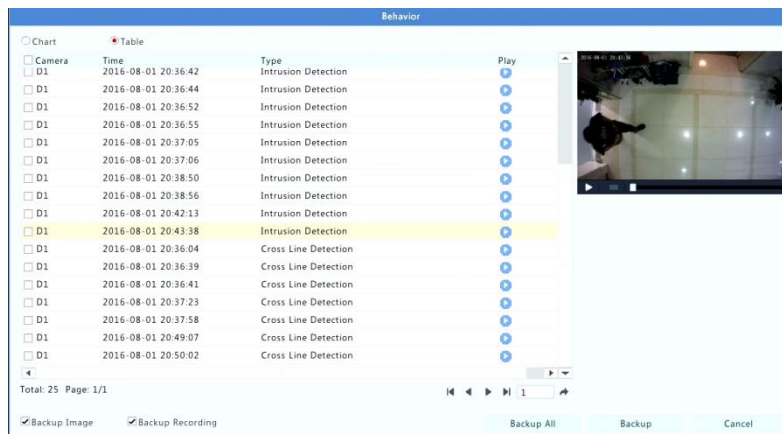 Behavior
Chart Table
Camera Time Type Play
D1 2016-08-01 20:36:42 Intrusion Detection
D1 2016-08-01 20:36:44 Intrusion Detection
D1 2016-08-01 20:36:52 Intrusion Detection
D1 2016-08-01 20:36:55 Intrusion Detection
D1 2016-08-01 20:37:05 Intrusion Detection
D1 2016-08-01 20:37:06 Intrusion Detection
D1 2016-08-01 20:38:50 Intrusion Detection
D1 2016-08-01 20:38:56 Intrusion Detection
D1 2016-08-01 20:42:13 Intrusion Detection
D1 2016-08-01 20:43:38 Intrusion Detection
D1 2016-08-01 20:36:04 Cross Line Detection
D1 2016-08-01 20:36:39 Cross Line Detection
D1 2016-08-01 20:36:41 Cross Line Detection
D1 2016-08-01 20:37:23 Cross Line Detection
D1 2016-08-01 20:37:58 Cross Line Detection
D1 2016-08-01 20:49:07 Cross Line Detection
D1 2016-08-01 20:50:02 Cross Line Detection
Total: 25 Page: 1/1 1
Backup Image Backup Recording Backup All Backup Cancel